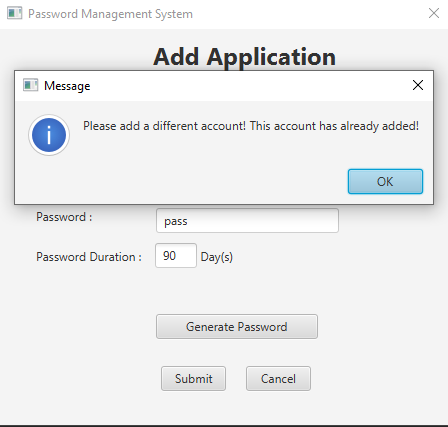 Password Management System
Add Application
Message
Please add a different account! This account has already added!
OK
Password :
pass
Password Duration :
90
Day(s)
Generate Password
Submit
Cancel